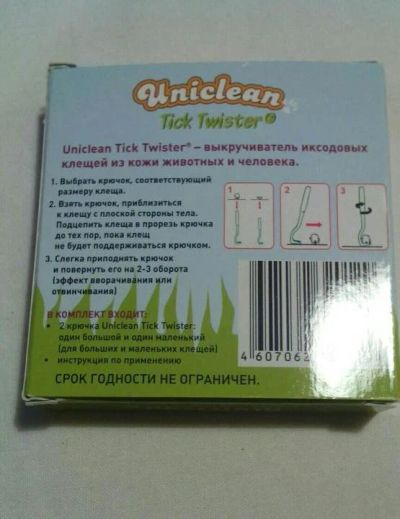 Uniclean
Tick Twister®
Uniclean Tick Twister® – выкручиватель иксодовых
клещей из кожи животных и человека.
1. Выбрать крючок, соответствующий
размеру клеща.
2. Взять крючок, приблизиться
к клещу с плоской стороны тела.
Подцепить клеща в прорезь крючка
до тех пор, пока клещ
не будет поддерживаться крючком.
3. Слегка приподнять крючок
и повернуть его на 2-3 оборота
(эффект вворачивания или
отвинчивания)
1 2 3
В КОМПЛЕКТ ВХОДИТ:
• 2 крючка Uniclean Tick Twister:
один большой и один маленький
(для больших и маленьких клещей)
• инструкция по применению
4 607062
СРОК ГОДНОСТИ НЕ ОГРАНИЧЕН.